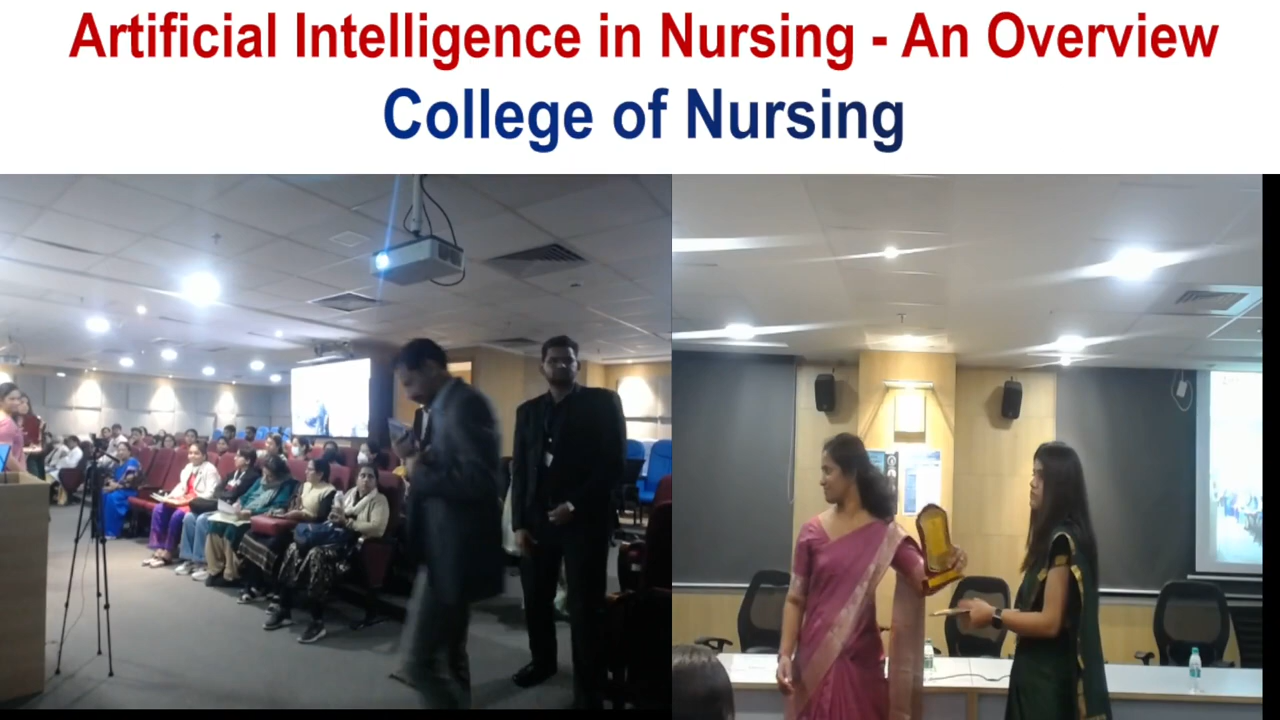 Artificial Intelligence in Nursing - An Overview
College of Nursing